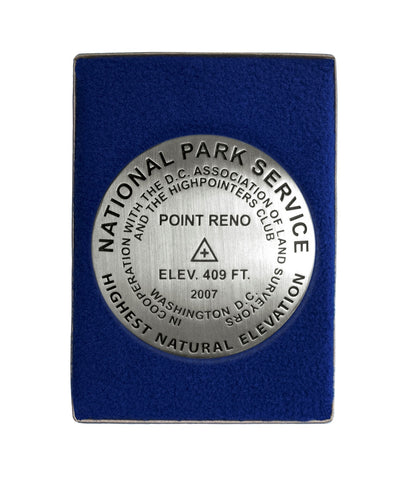 NATIONAL PARK SERVICE
IN COOPERATION WITH THE D.C. ASSOCIATION OF LAND SURVEYORS
AND THE HIGHPOINTERS CLUB
POINT RENO
ELEV. 409 FT.
2007
WASHINGTON D.C.
HIGHEST NATURAL ELEVATION